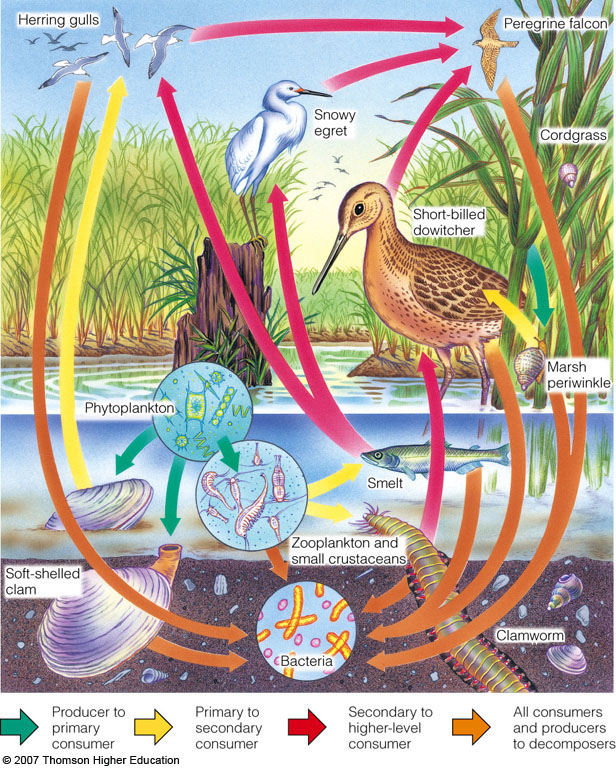 Herring gulls
Peregrine falcon
Snowy
egret
Cordgrass
Short-billed
dowitcher
Marsh
periwinkle
Phytoplankton
Smelt
Zooplankton and
small crustaceans
Soft-shelled
clam
Clamworm
Bacteria
Producer to
primary
consumer
Primary to
secondary
consumer
Secondary to
higher-level
consumer
All consumers
and producers
to decomposers
© 2007 Thomson Higher Education